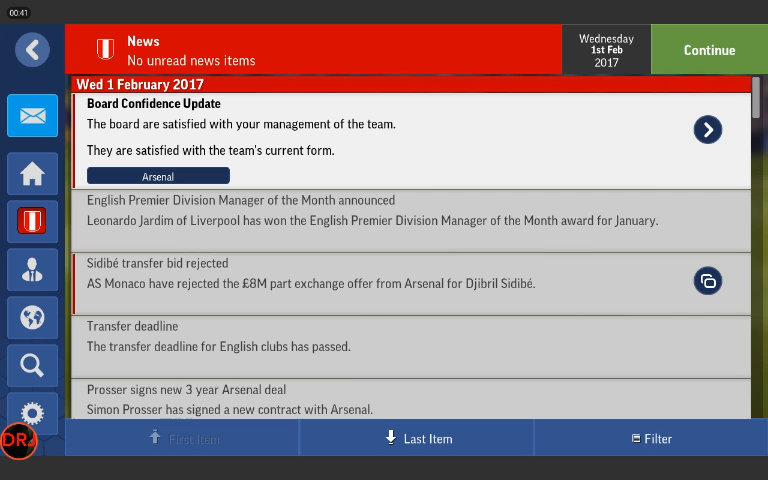 00:41
News
No unread news items
Wednesday
1st Feb
2017
Continue
Wed 1 February 2017
Board Confidence Update
The board are satisfied with your management of the team.
They are satisfied with the team's current form.
Arsenal
English Premier Division Manager of the Month announced
Leonardo Jardim of Liverpool has won the English Premier Division Manager of the Month award for January.
Sidibé transfer bid rejected
AS Monaco have rejected the £8M part exchange offer from Arsenal for Djibril Sidibé.
Transfer deadline
The transfer deadline for English clubs has passed.
Prosser signs new 3 year Arsenal deal
Simon Prosser has signed a new contract with Arsenal.
DRJ
First Item
Last Item
Filter